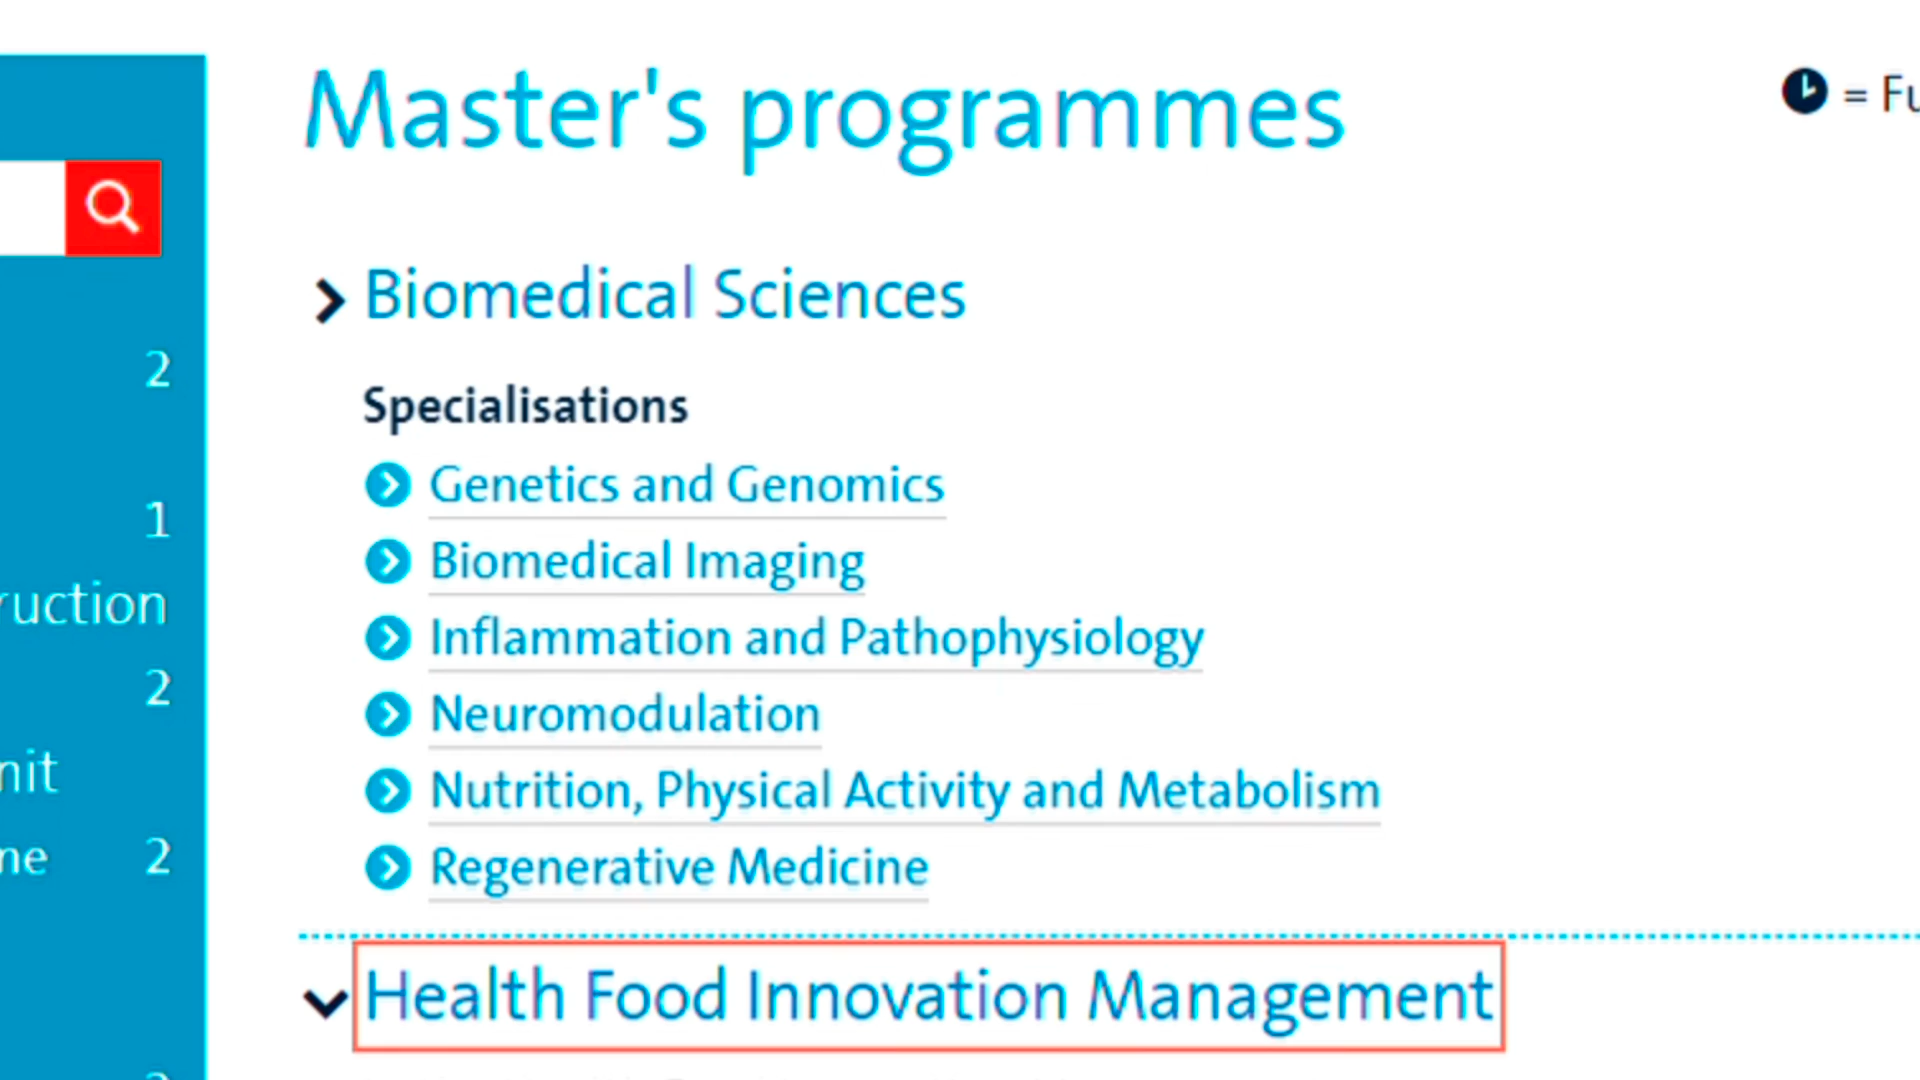 Master's programmes
= Fu
Biomedical Sciences
2
Specialisations
Genetics and Genomics
1
Biomedical Imaging
ruction
Inflammation and Pathophysiology
2
Neuromodulation
nit
Nutrition, Physical Activity and Metabolism
ne 2
Regenerative Medicine
Health Food Innovation Management